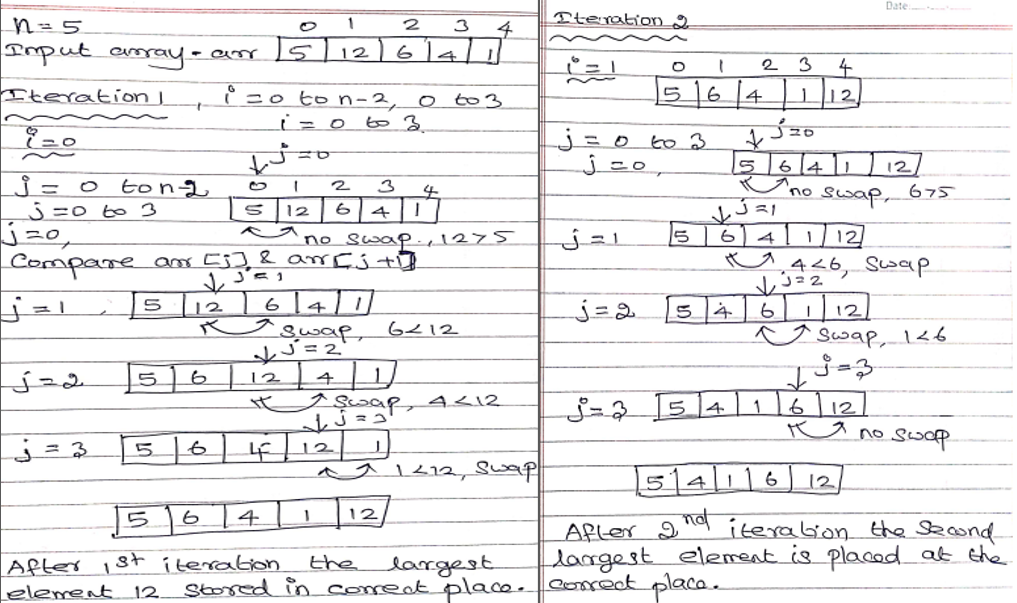 n = 5
0 1 2 3 4
Input array - arr 5 12 6 4 1
Iteration 1, i = 0 to n-2, 0 to 3
i = 0 to 3
i = 0
j = 0
j = 0 to n-2 0 1 2 3 4
j = 0 to 3 5 12 6 4 1
j = 0, no swap, 12 > 5
Compare arr [j] & arr [j+1]
j = 1
j = 1, 5 12 6 4 1
swap, 6 < 12
j = 2
j = 2 5 6 12 4 1
swap, 4 < 12
j = 3
j = 3 5 6 4 12 1
1 < 12, swap
5 6 4 1 12
After 1st iteration the largest
element 12 stored in correct place.
Date
Iteration 2
i = 1 0 1 2 3 4
5 6 4 1 12
j = 0 to 3 j = 0
j = 0, 5 6 4 1 12
no swap, 6 > 5
j = 1
j = 1 5 6 4 1 12
4 < 6, swap
j = 2
j = 2 5 4 6 1 12
swap, 1 < 6
j = 3
j = 3 5 4 1 6 12
no swap
5 4 1 6 12
After 2nd iteration the second
largest element is placed at the
correct place.